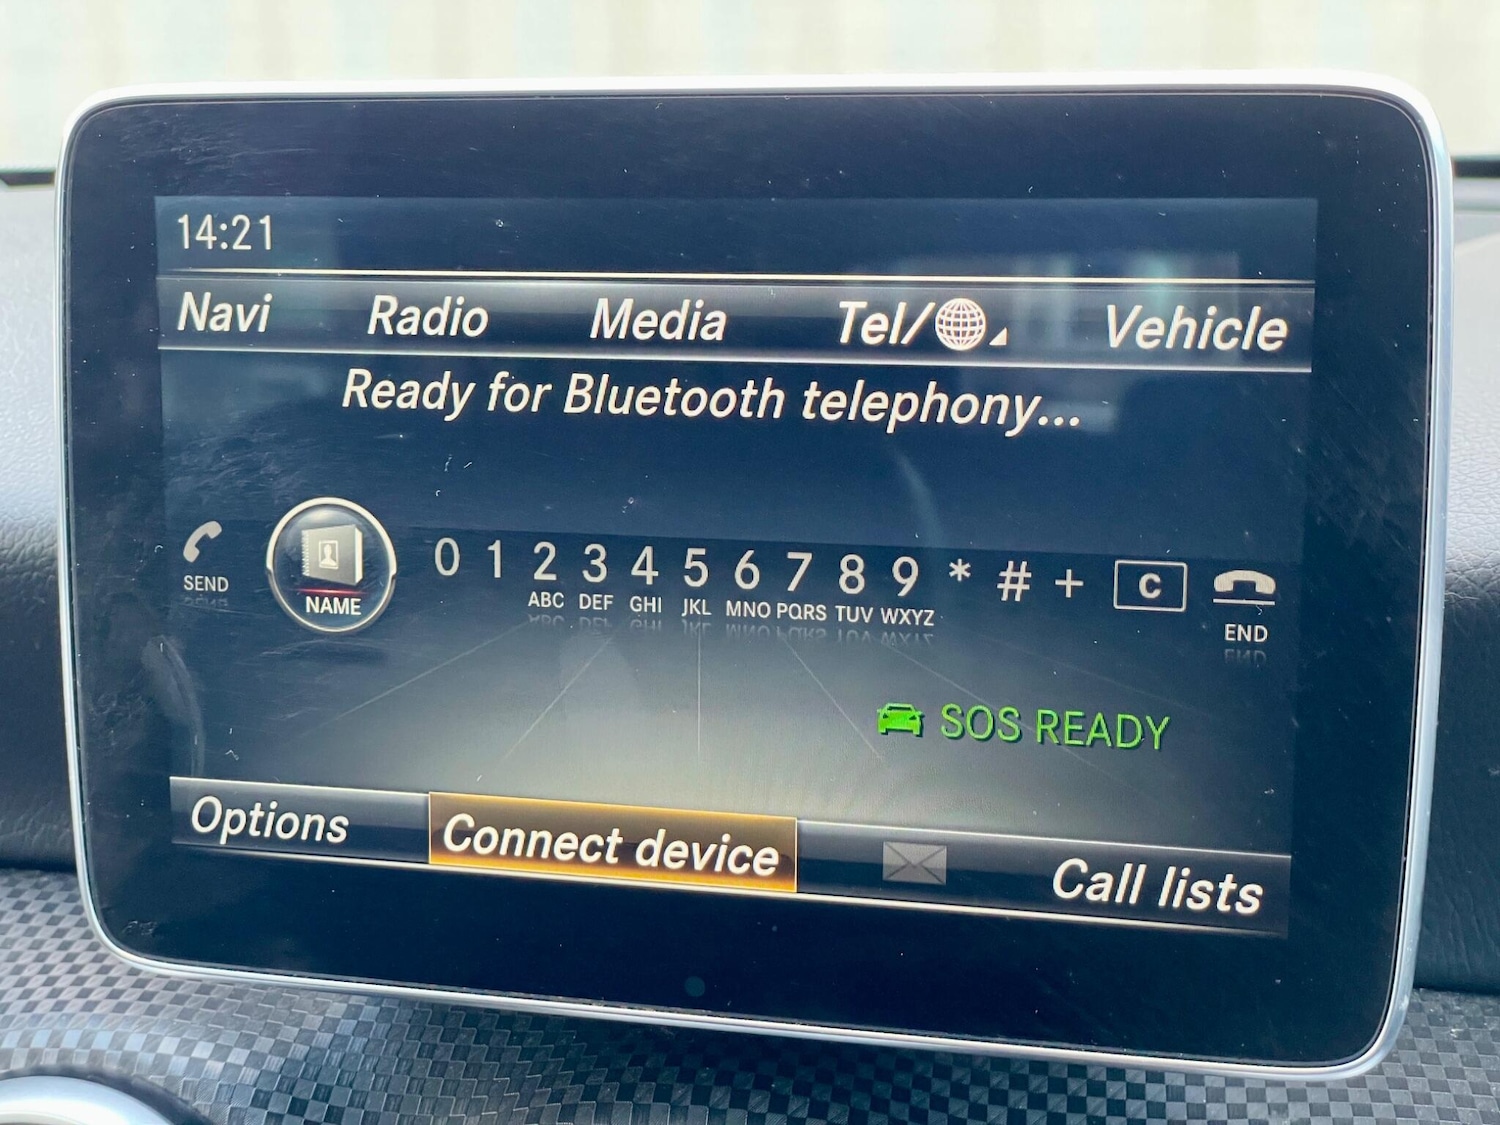 14:21
Navi Radio Media Tel/ Vehicle
Ready for Bluetooth telephony...
0 1 2 3 4 5 6 7 8 9 * # + C
SEND NAME ABC DEF GHI JKL MNO PQRS TUV WXYZ END
SOS READY
Options Connect device Call lists